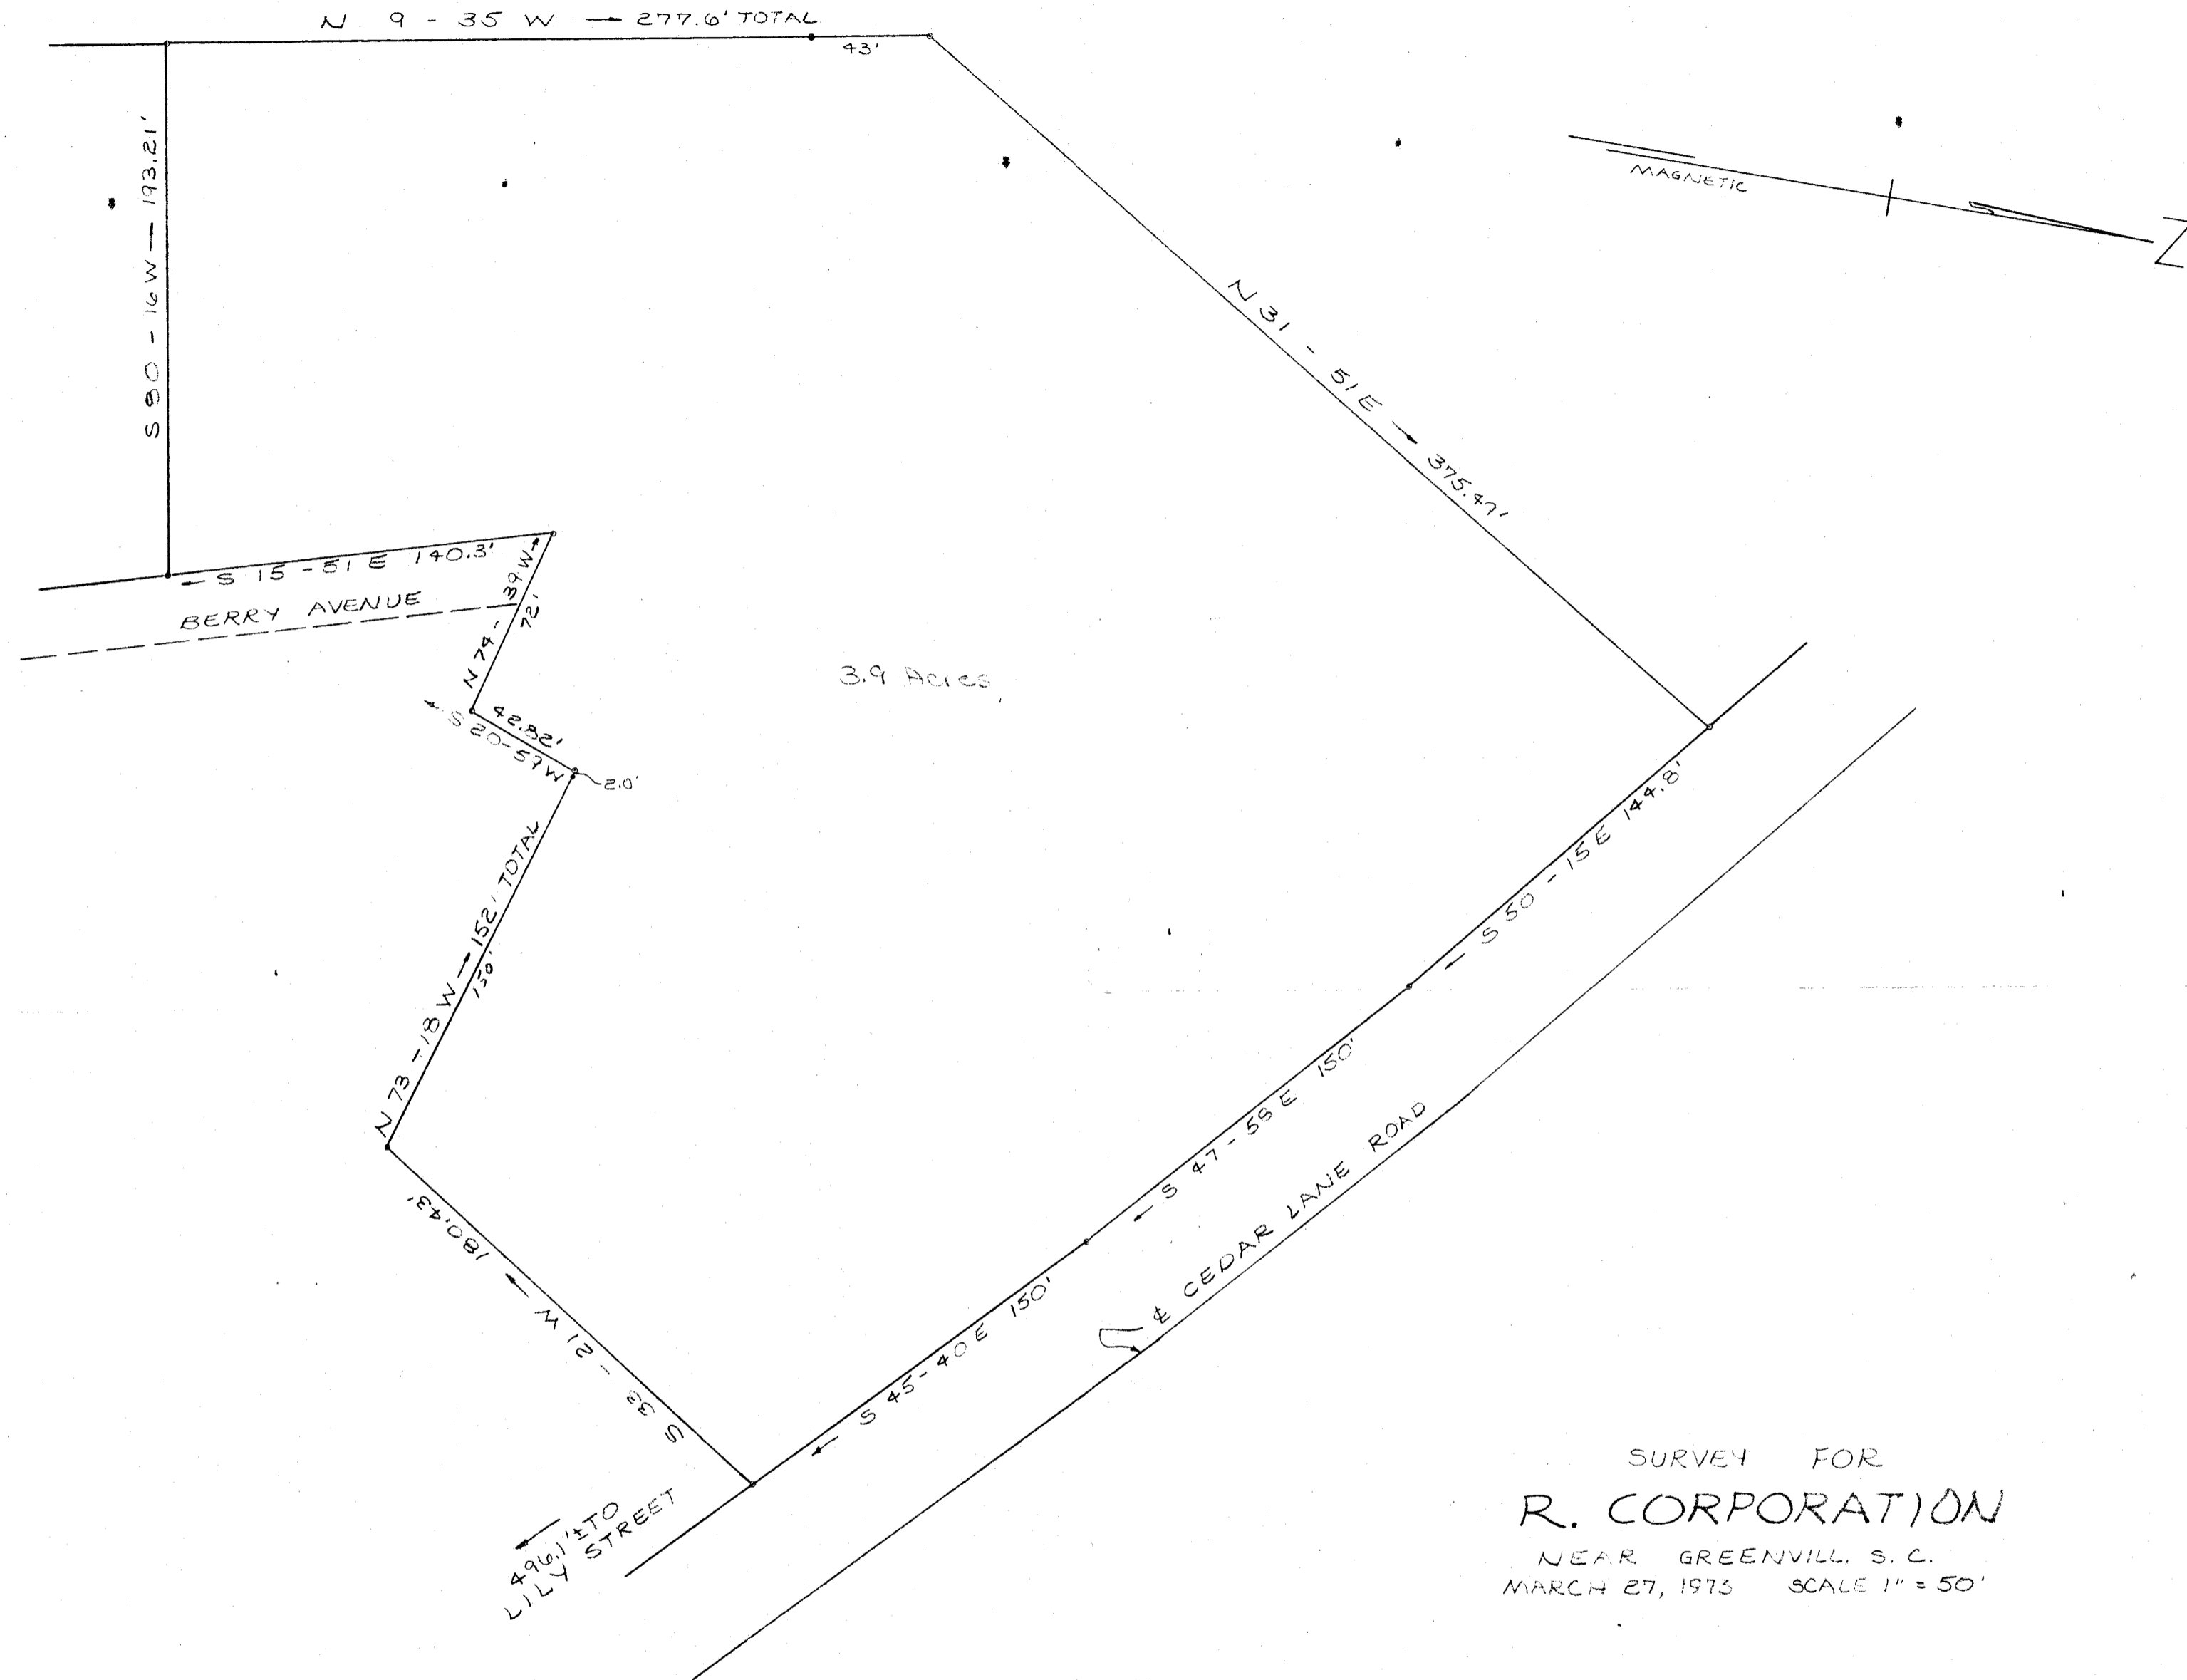 N 9 - 35 W → 277.6' TOTAL
43'
MAGNETIC
N
S 80 - 16 W → 193.21'
N 31 - 51 E → 375.47'
← S 15 - 51 E 140.3'
BERRY AVENUE
N 74 - 39 W →
72'
3.9 Acres
42.82'
← S 20-57 W
2.0'
N 73 - 18 W → 152' TOTAL
150'
← S 50 - 15 E 144.8'
← S 47 - 58 E 150'
← S 45 - 40 E 150'
℄ CEDAR LANE ROAD
S 33 - 21 W →
180.43'
496.1'± TO
LILY STREET
SURVEY FOR
R. CORPORATION
NEAR GREENVILL, S. C.
MARCH 27, 1973 SCALE 1" = 50'